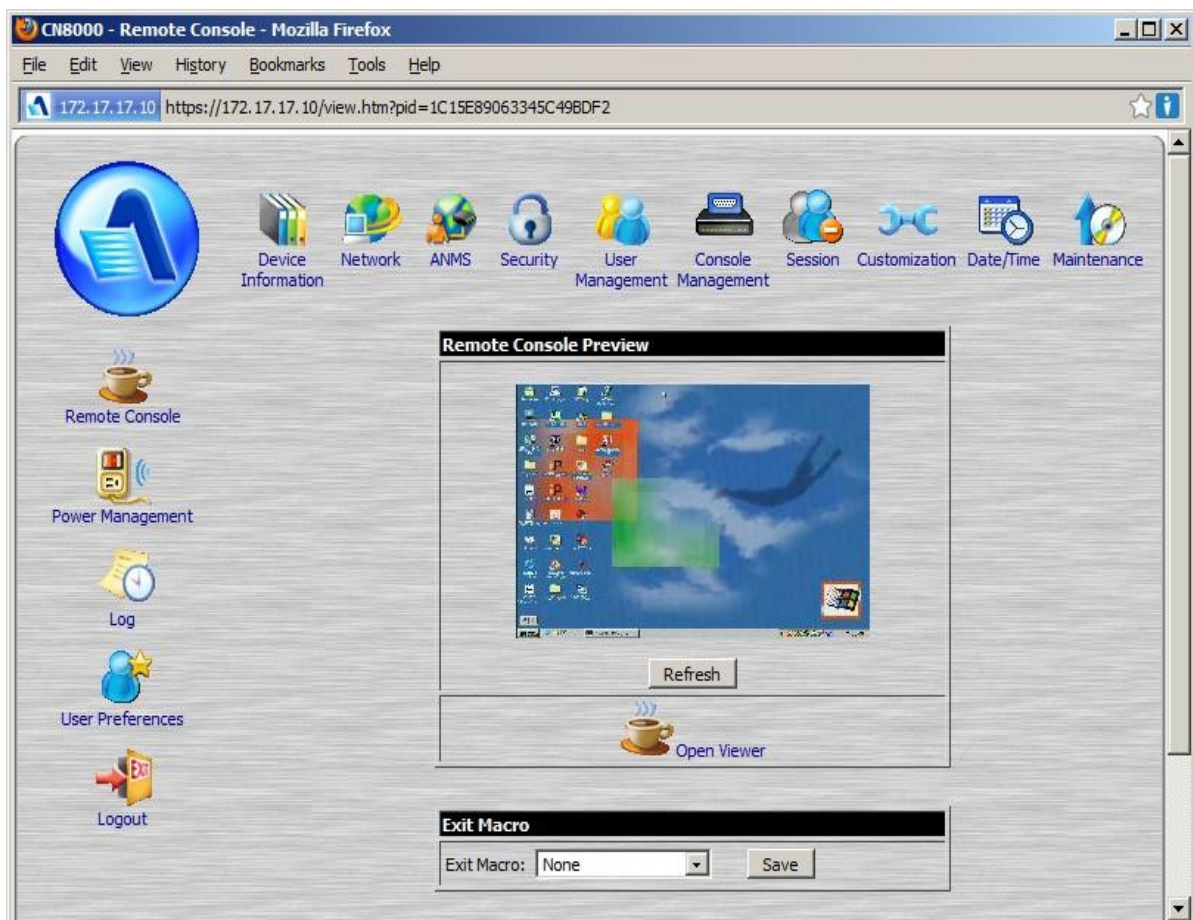 CN8000 - Remote Console - Mozilla Firefox
File Edit View History Bookmarks Tools Help
172.17.17.10 https://172.17.17.10/view.htm?pid=1C15E89063345C49BDF2
Device Information
Network
ANMS
Security
User Management
Console Management
Session
Customization
Date/Time
Maintenance
Remote Console
Power Management
Log
User Preferences
EXIT
Logout
Remote Console Preview
Refresh
Open Viewer
Exit Macro
Exit Macro: None Save